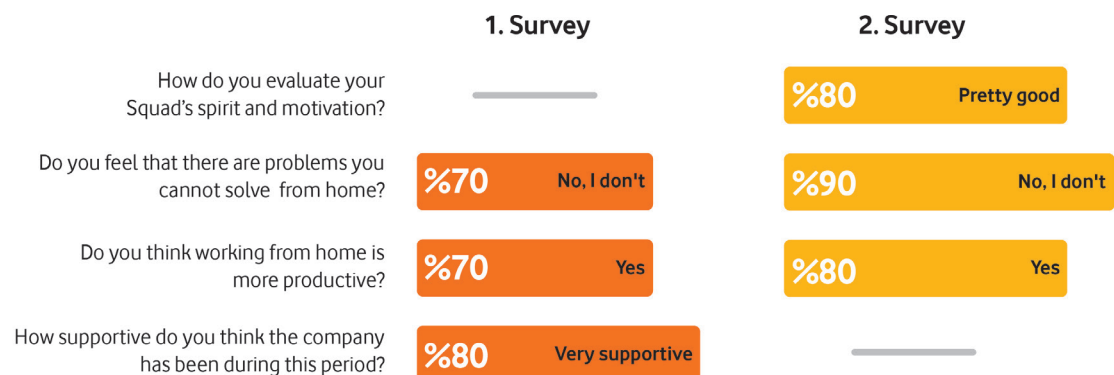 1. Survey
2. Survey
How do you evaluate your
Squad's spirit and motivation?
%80 Pretty good
Do you feel that there are problems you
cannot solve from home?
%70 No, I don't
%90 No, I don't
Do you think working from home is
more productive?
%70 Yes
%80 Yes
How supportive do you think the company
has been during this period?
%80 Very supportive